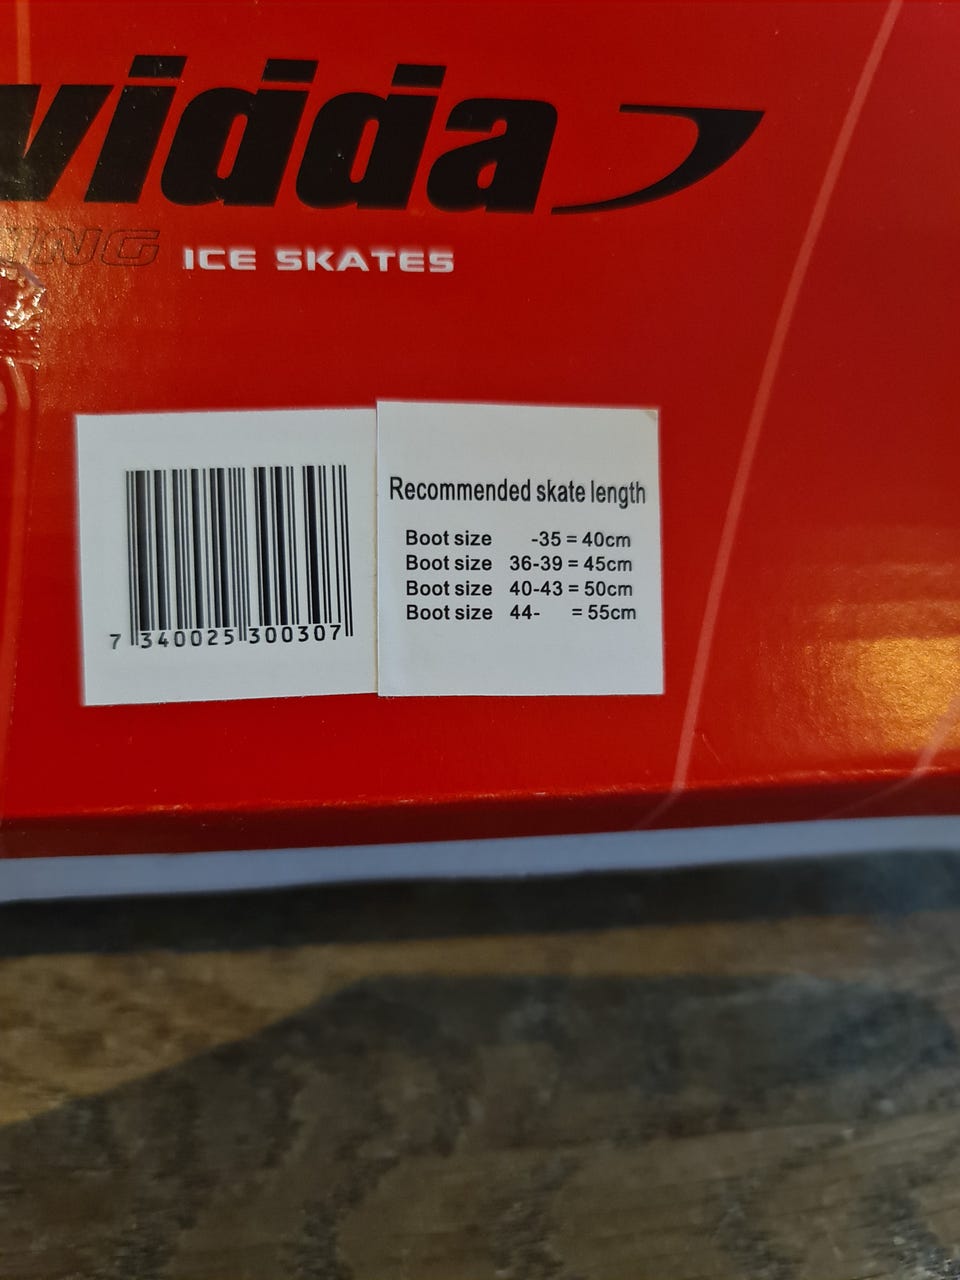 vidda
ING ICE SKATES
Recommended skate length
Boot size -35 = 40cm
Boot size 36-39 = 45cm
Boot size 40-43 = 50cm
Boot size 44- = 55cm
7 340025 300307